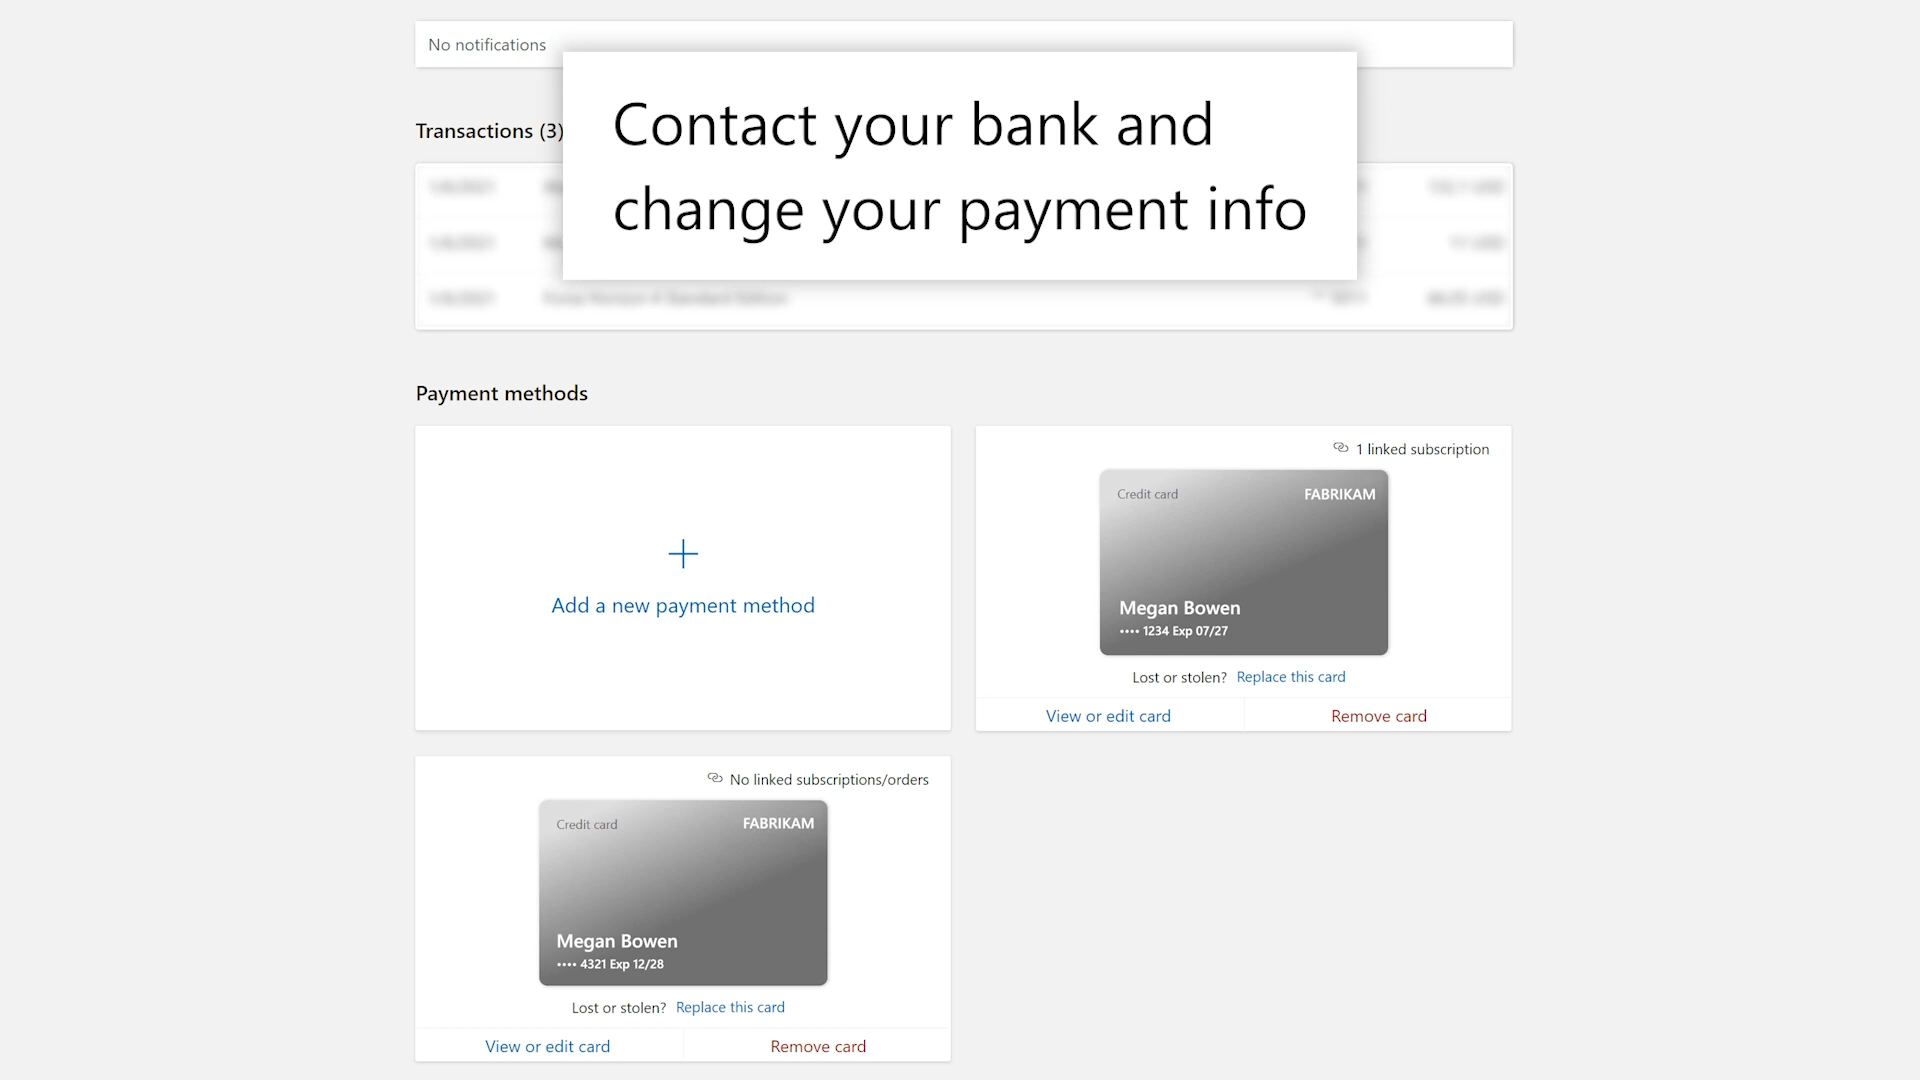 No notifications
Contact your bank and
change your payment info
Transactions (3)
Payment methods
Add a new payment method
1 linked subscription
Credit card
FABRIKAM
Megan Bowen
•••• 1234 Exp 07/27
Lost or stolen? Replace this card
View or edit card
Remove card
No linked subscriptions/orders
Credit card
FABRIKAM
Megan Bowen
•••• 4321 Exp 12/28
Lost or stolen? Replace this card
View or edit card
Remove card